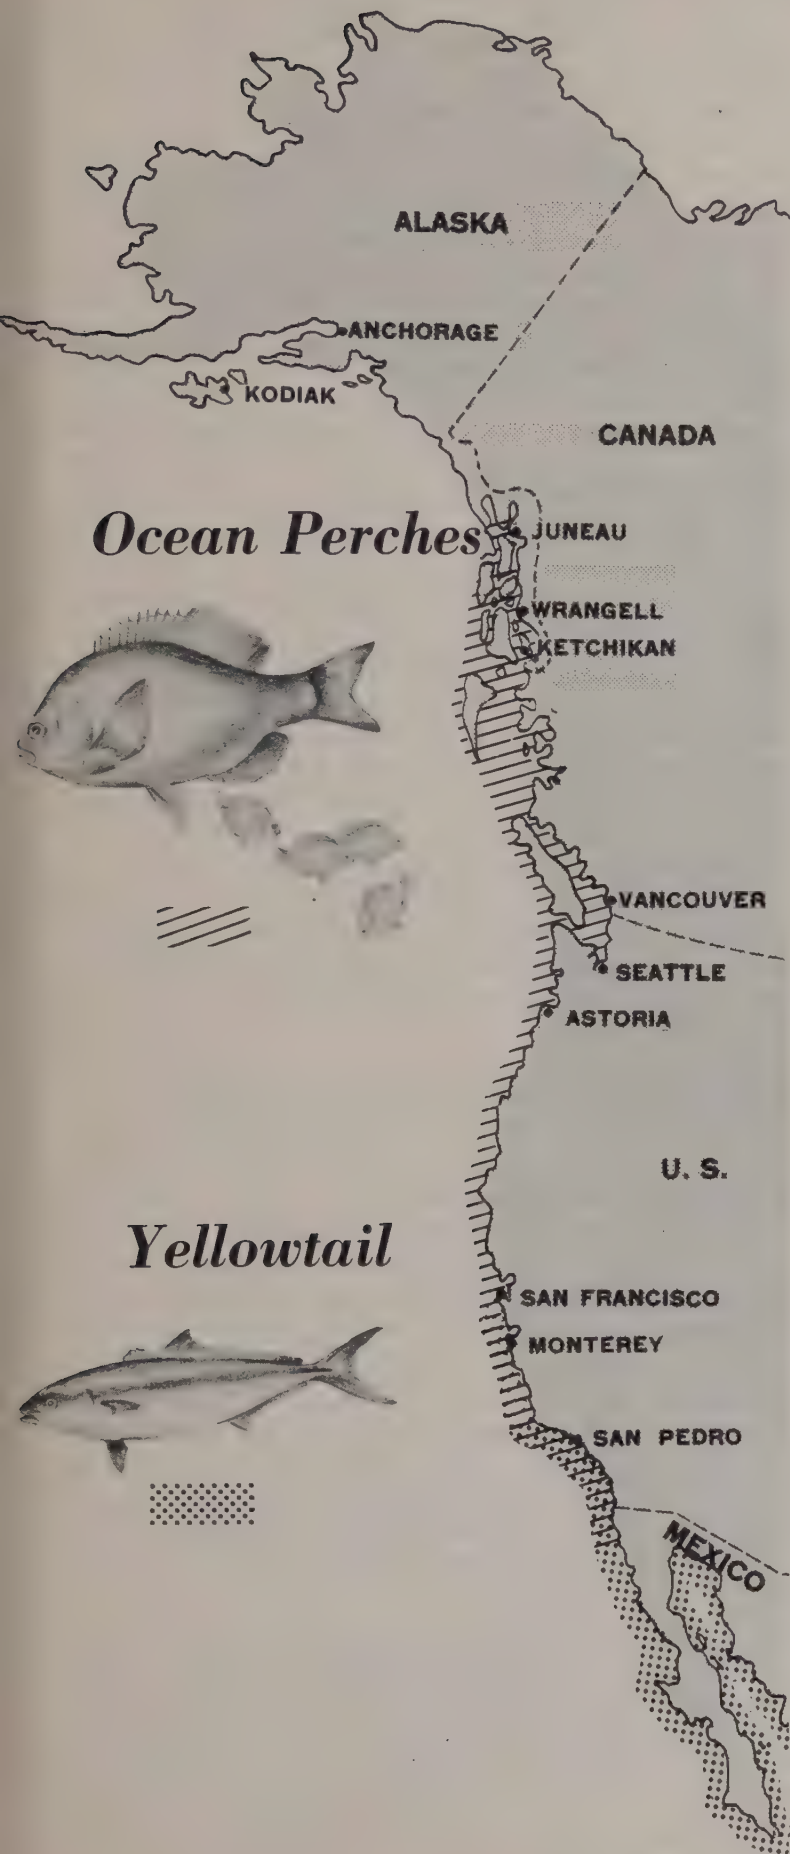 ALASKA
ANCHORAGE
KODIAK
CANADA
Ocean Perches
JUNEAU
WRANGELL
KETCHIKAN
VANCOUVER
SEATTLE
ASTORIA
U. S.
Yellowtail
SAN FRANCISCO
MONTEREY
SAN PEDRO
MEXICO